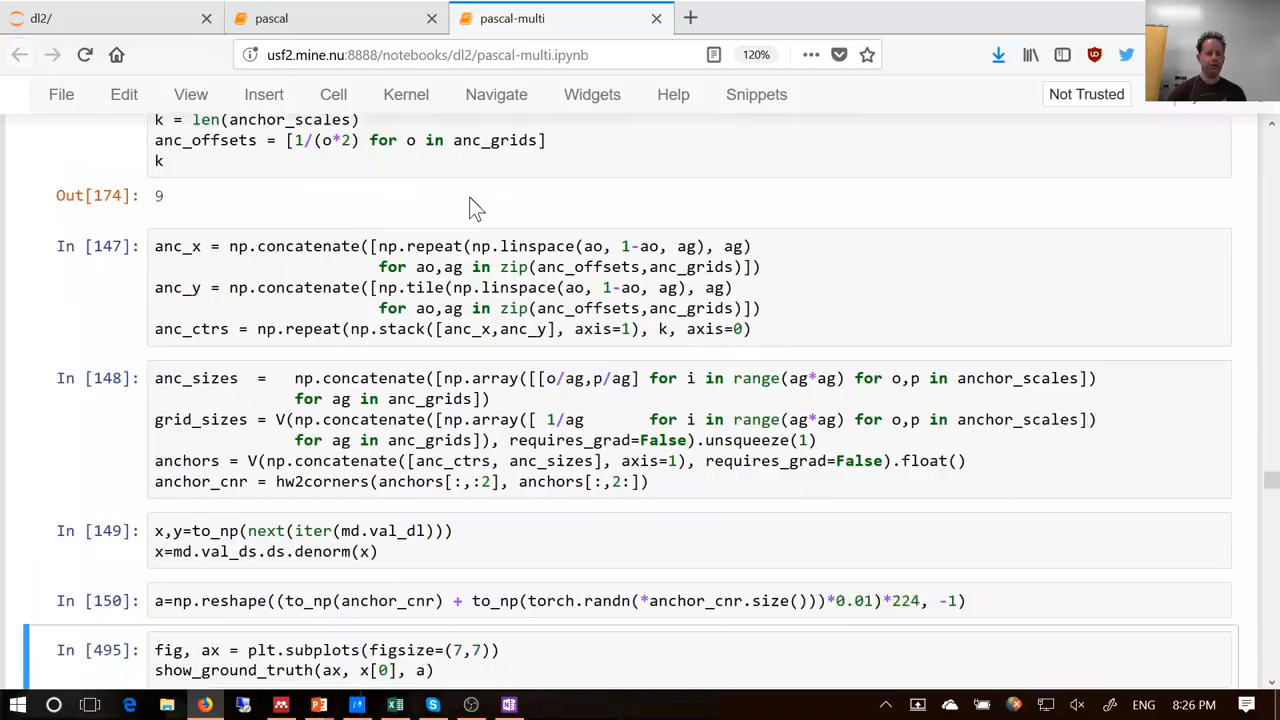 dl2/
pascal
pascal-multi
usf2.mine.nu:8888/notebooks/dl2/pascal-multi.ipynb
120%
File Edit View Insert Cell Kernel Navigate Widgets Help Snippets
Not Trusted
k = len(anchor_scales)
anc_offsets = [1/(o*2) for o in anc_grids]
k
Out[174]: 9
In [147]: anc_x = np.concatenate([np.repeat(np.linspace(ao, 1-ao, ag), ag)
for ao,ag in zip(anc_offsets,anc_grids)])
anc_y = np.concatenate([np.tile(np.linspace(ao, 1-ao, ag), ag)
for ao,ag in zip(anc_offsets,anc_grids)])
anc_ctrs = np.repeat(np.stack([anc_x,anc_y], axis=1), k, axis=0)
In [148]: anc_sizes = np.concatenate([np.array([[o/ag,p/ag] for i in range(ag*ag) for o,p in anchor_scales])
for ag in anc_grids])
grid_sizes = V(np.concatenate([np.array([ 1/ag for i in range(ag*ag) for o,p in anchor_scales])
for ag in anc_grids]), requires_grad=False).unsqueeze(1)
anchors = V(np.concatenate([anc_ctrs, anc_sizes], axis=1), requires_grad=False).float()
anchor_cnr = hw2corners(anchors[:,:2], anchors[:,2:])
In [149]: x,y=to_np(next(iter(md.val_dl)))
x=md.val_ds.ds.denorm(x)
In [150]: a=np.reshape((to_np(anchor_cnr) + to_np(torch.randn(*anchor_cnr.size()))*0.01)*224, -1)
In [495]: fig, ax = plt.subplots(figsize=(7,7))
show_ground_truth(ax, x[0], a)
ENG 8:26 PM